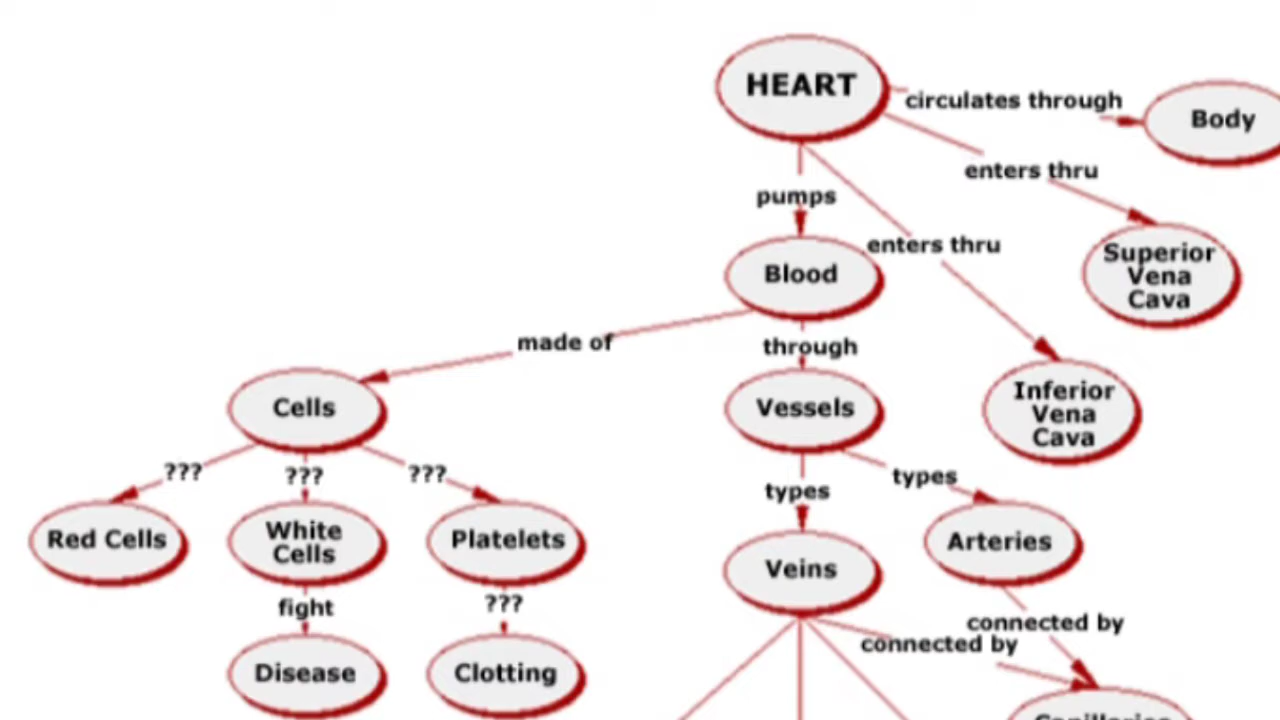 HEART
circulates through
Body
enters thru
pumps
enters thru
Superior
Vena
Cava
Blood
made of
through
Cells
Vessels
Inferior
Vena
Cava
???
???
???
types
types
Red Cells
White
Cells
Platelets
Veins
Arteries
fight
???
connected by
connected by
Disease
Clotting